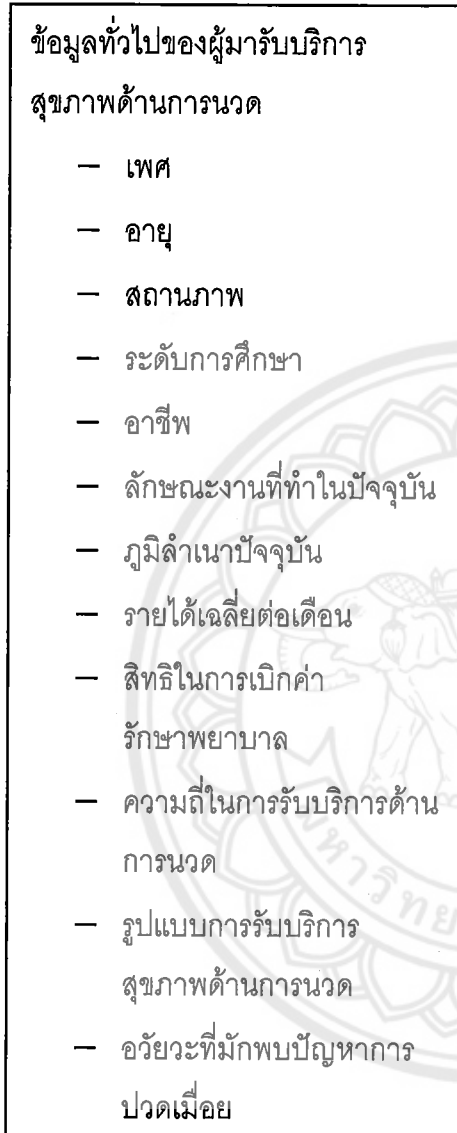 ข้อมูลทั่วไปของผู้มารับบริการ
สุขภาพด้านการนวด
— เพศ
— อายุ
— สถานภาพ
— ระดับการศึกษา
— อาชีพ
— ลักษณะงานที่ทำในปัจจุบัน
— ภูมิลำเนาปัจจุบัน
— รายได้เฉลี่ยต่อเดือน
— สิทธิในการเบิกค่า
รักษาพยาบาล
— ความถี่ในการรับบริการด้าน
การนวด
— รูปแบบการรับบริการ
สุขภาพด้านการนวด
— อวัยวะที่มักพบปัญหาการ
ปวดเมื่อย